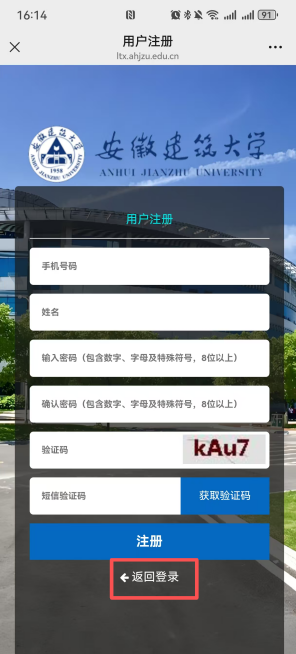 16:14
91
用户注册
ltx.ahjzu.edu.cn
安徽建筑大学
ANHUI JIANZHU UNIVERSITY
1958
用户注册
手机号码
姓名
输入密码（包含数字、字母及特殊符号，8位以上）
确认密码（包含数字、字母及特殊符号，8位以上）
验证码
kAu7
短信验证码
获取验证码
注册
返回登录